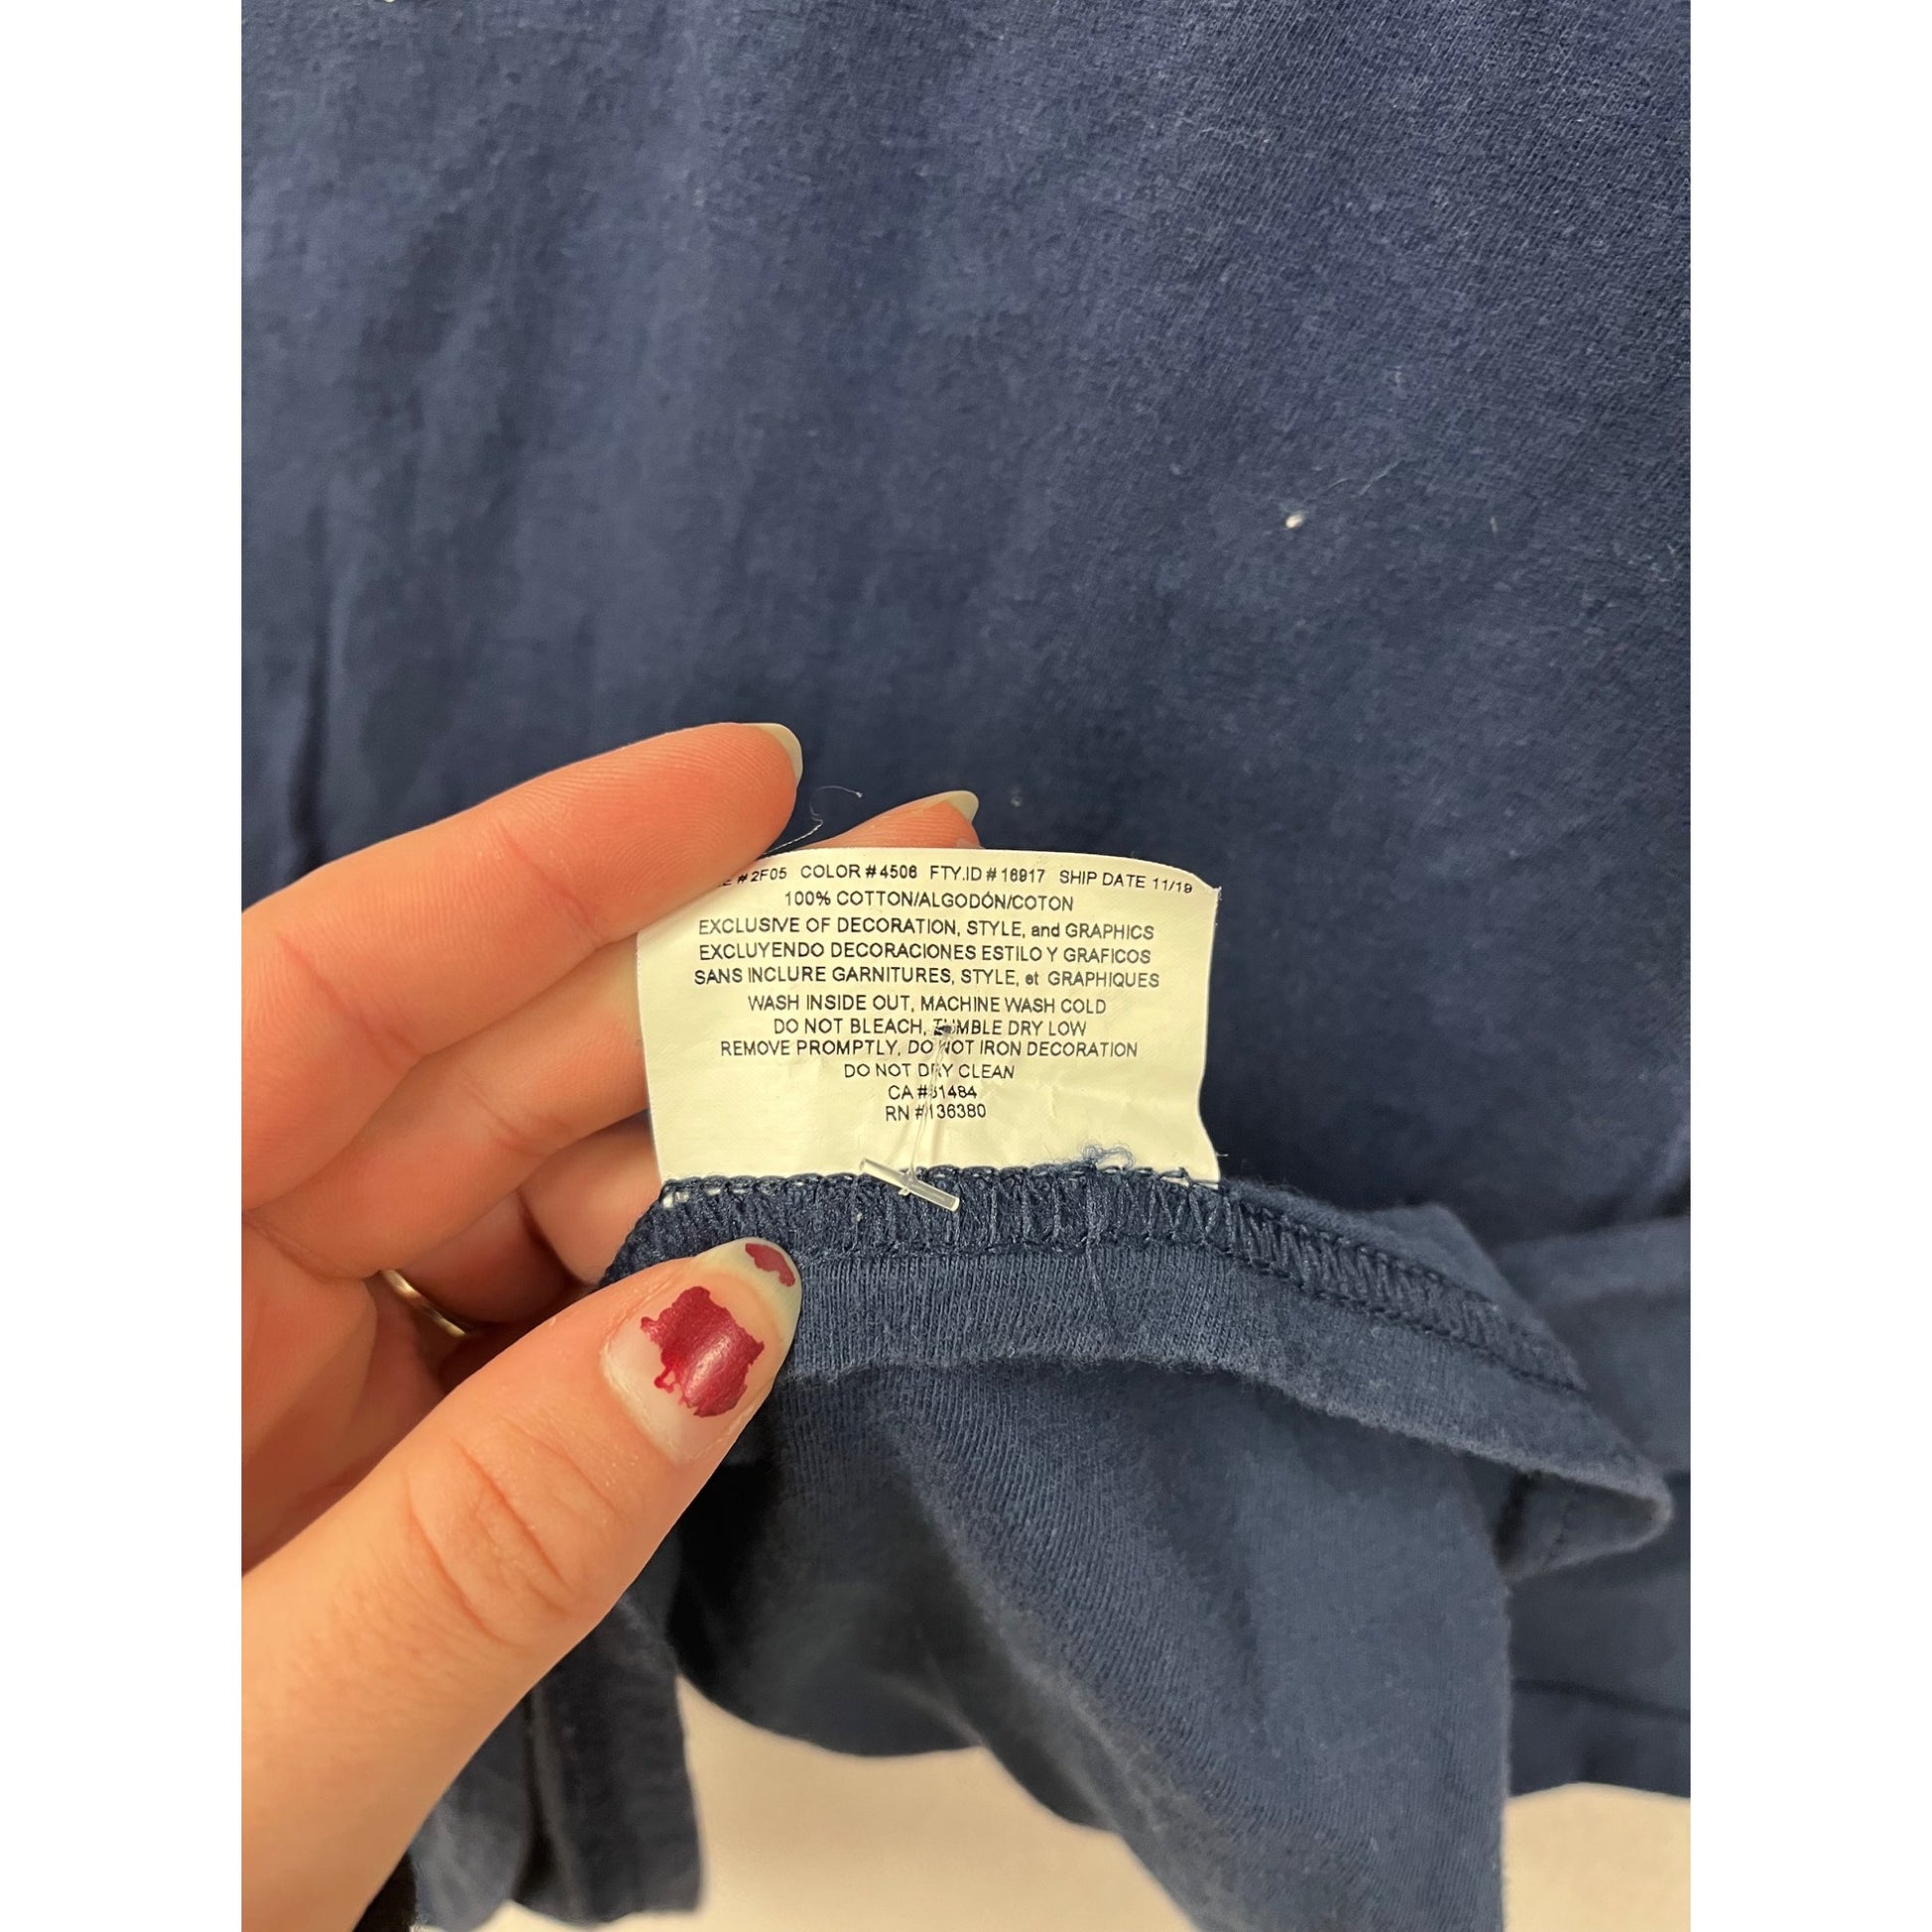 #2F05 COLOR #4506 FTY.ID #16917 SHIP DATE 11/19
100% COTTON/ALGODÓN/COTON
EXCLUSIVE OF DECORATION, STYLE, and GRAPHICS
EXCLUYENDO DECORACIONES ESTILO Y GRAFICOS
SANS INCLURE GARNITURES, STYLE, et GRAPHIQUES
WASH INSIDE OUT, MACHINE WASH COLD
DO NOT BLEACH, TUMBLE DRY LOW
REMOVE PROMPTLY, DO NOT IRON DECORATION
DO NOT DRY CLEAN
CA #
RN #136380